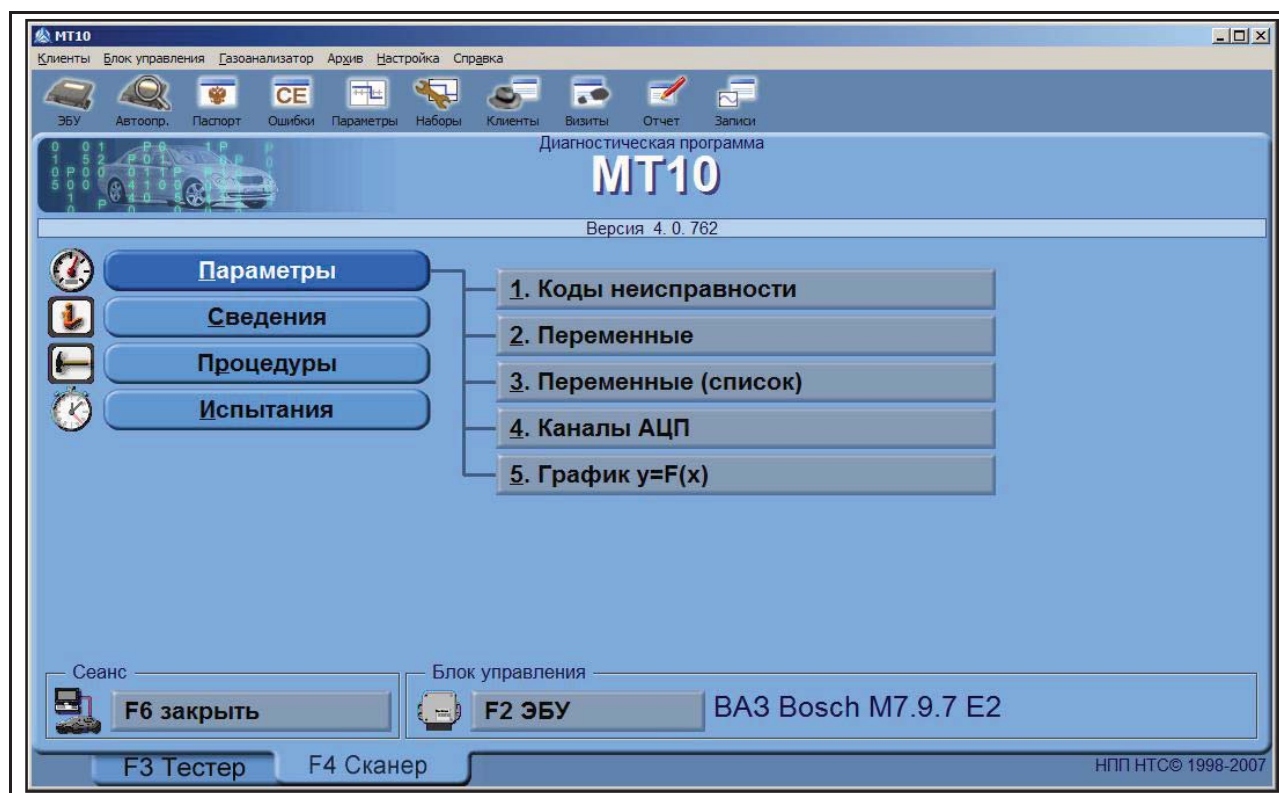 МТ10
Клиенты Блок управления Газоанализатор Архив Настройка Справка
CE
ЭБУ Автоопр. Паспорт Ошибки Параметры Наборы Клиенты Визиты Отчет Записи
Диагностическая программа
МТ10
Версия 4. 0. 762
Параметры
Сведения
Процедуры
Испытания
1. Коды неисправности
2. Переменные
3. Переменные (список)
4. Каналы АЦП
5. График y=F(x)
Сеанс
F6 закрыть
Блок управления
F2 ЭБУ
ВАЗ Bosch M7.9.7 E2
F3 Тестер
F4 Сканер
НПП НТС© 1998-2007